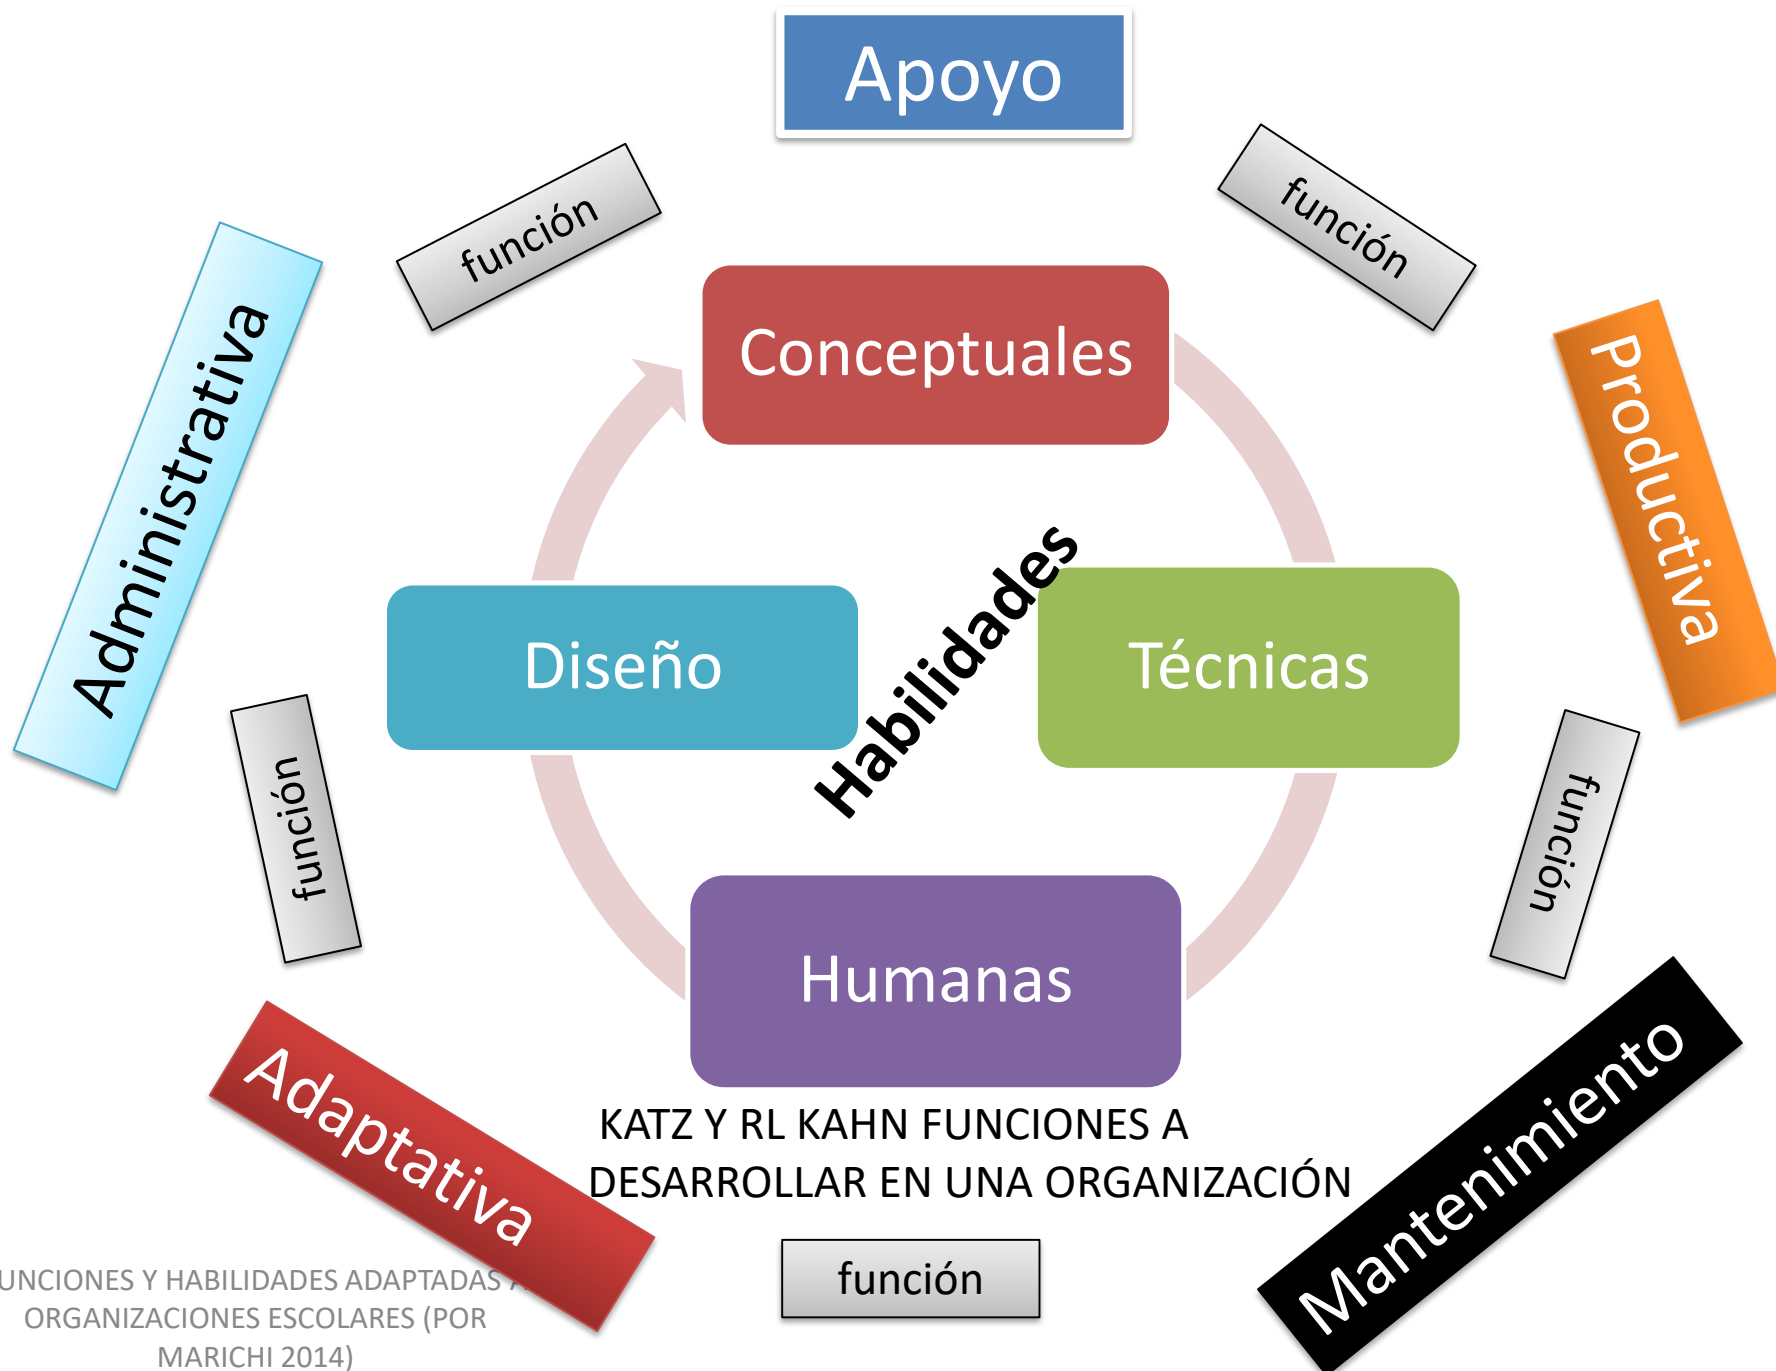 Apoyo
función
función
Administrativa
Conceptuales
Productiva
Habilidades
Diseño
Técnicas
función
función
Humanas
Adaptativa
Mantenimiento
KATZ Y RL KAHN FUNCIONES A
DESARROLLAR EN UNA ORGANIZACIÓN
función
UNCIONES Y HABILIDADES ADAPTADAS A
ORGANIZACIONES ESCOLARES (POR
MARICHI 2014)